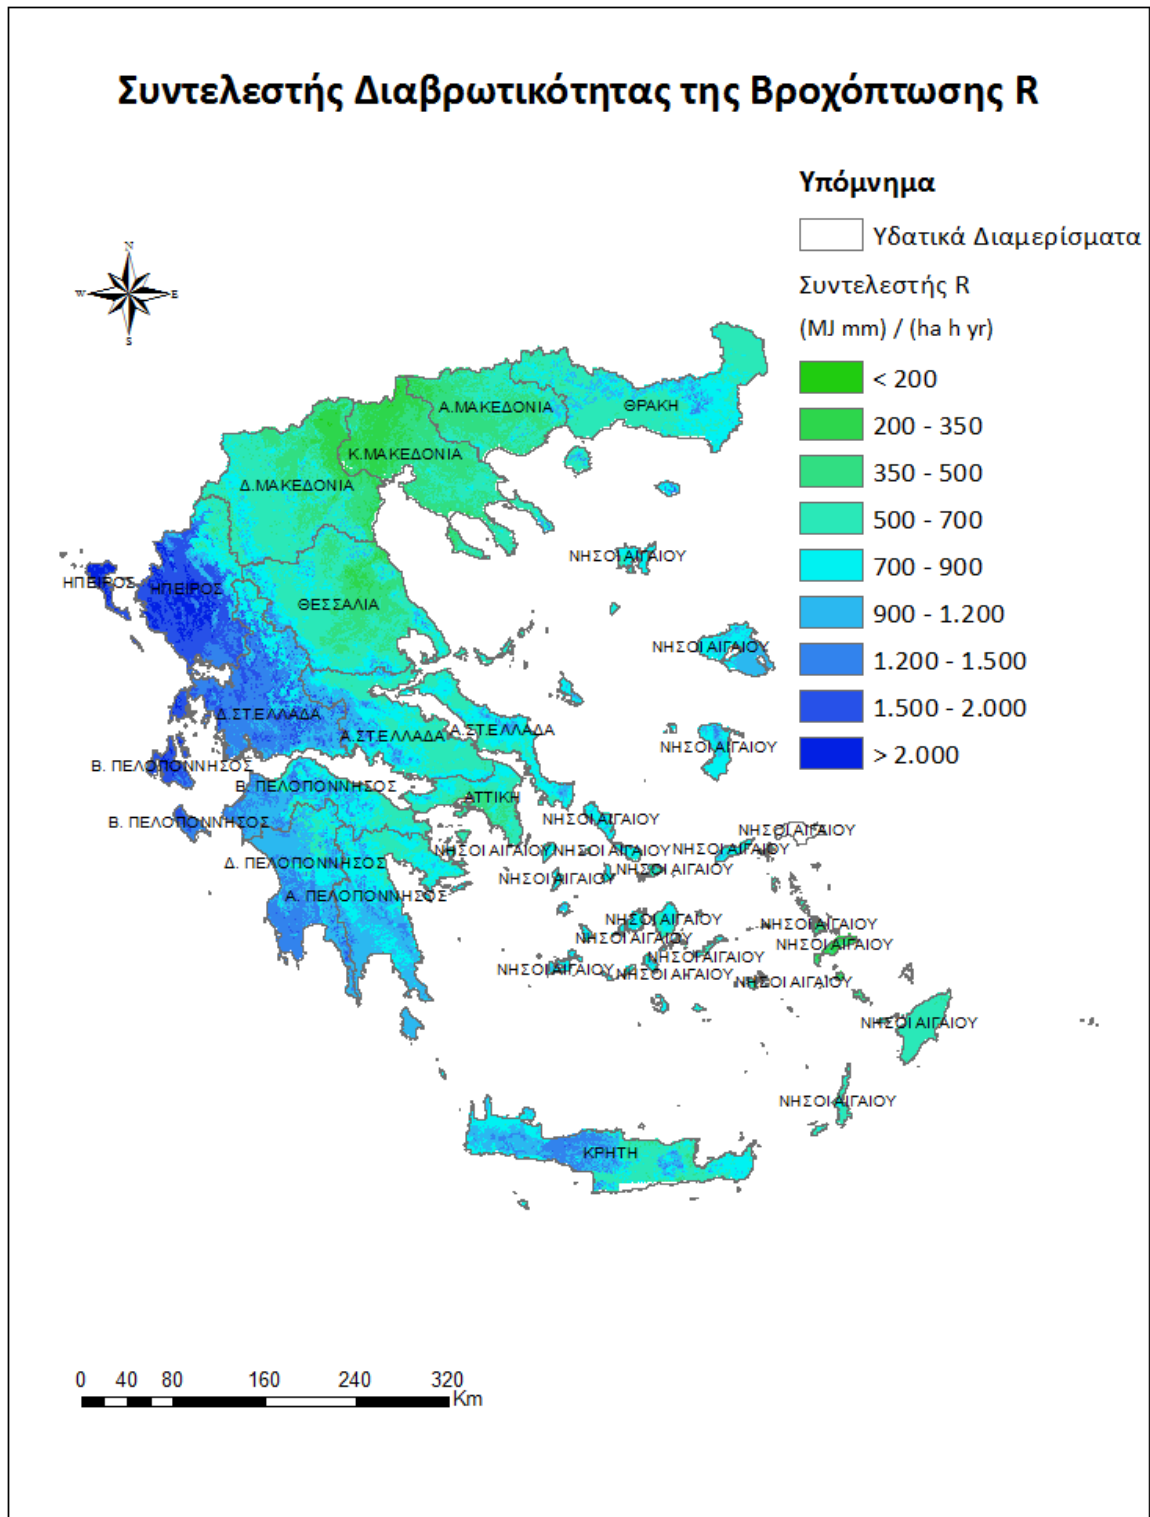 Συντελεστής Διαβρωτικότητας της Βροχόπτωσης R
Υπόμνημα
Υδατικά Διαμερίσματα
Συντελεστής R
(MJ mm) / (ha h yr)
< 200
200 - 350
350 - 500
500 - 700
700 - 900
900 - 1.200
1.200 - 1.500
1.500 - 2.000
> 2.000
N
W
E
S
Α.ΜΑΚΕΔΟΝΙΑ
ΘΡΑΚΗ
Κ.ΜΑΚΕΔΟΝΙΑ
Δ.ΜΑΚΕΔΟΝΙΑ
ΝΗΣΟΙ ΑΙΓΑΙΟΥ
ΗΠΕΙΡΟΣ
ΗΠΕΙΡΟΣ
ΘΕΣΣΑΛΙΑ
ΝΗΣΟΙ ΑΙΓΑΙΟΥ
Δ.ΣΤ.ΕΛΛΑΔΑ
Α.ΣΤ.ΕΛΛΑΔΑ
Α.ΣΤ.ΕΛΛΑΔΑ
ΝΗΣΟΙ ΑΙΓΑΙΟΥ
Β. ΠΕΛΟΠΟΝΝΗΣΟΣ
Β. ΠΕΛΟΠΟΝΝΗΣΟΣ
ΑΤΤΙΚΗ
Β. ΠΕΛΟΠΟΝΝΗΣΟΣ
ΝΗΣΟΙ ΑΙΓΑΙΟΥ
ΝΗΣΟΙ ΑΙΓΑΙΟΥ
Δ. ΠΕΛΟΠΟΝΝΗΣΟΣ
ΝΗΣΟΙ ΑΙΓΑΙΟΥ
ΝΗΣΟΙ ΑΙΓΑΙΟΥ
ΝΗΣΟΙ ΑΙΓΑΙΟΥ
ΝΗΣΟΙ ΑΙΓΑΙΟΥ
ΝΗΣΟΙ ΑΙΓΑΙΟΥ
Α. ΠΕΛΟΠΟΝΝΗΣΟΣ
ΝΗΣΟΙ ΑΙΓΑΙΟΥ
ΝΗΣΟΙ ΑΙΓΑΙΟΥ
ΝΗΣΟΙ ΑΙΓΑΙΟΥ
ΝΗΣΟΙ ΑΙΓΑΙΟΥ
ΝΗΣΟΙ ΑΙΓΑΙΟΥ
ΝΗΣΟΙ ΑΙΓΑΙΟΥ
ΝΗΣΟΙ ΑΙΓΑΙΟΥ
ΝΗΣΟΙ ΑΙΓΑΙΟΥ
ΝΗΣΟΙ ΑΙΓΑΙΟΥ
ΝΗΣΟΙ ΑΙΓΑΙΟΥ
ΝΗΣΟΙ ΑΙΓΑΙΟΥ
ΚΡΗΤΗ
0 40 80 160 240 320
Km